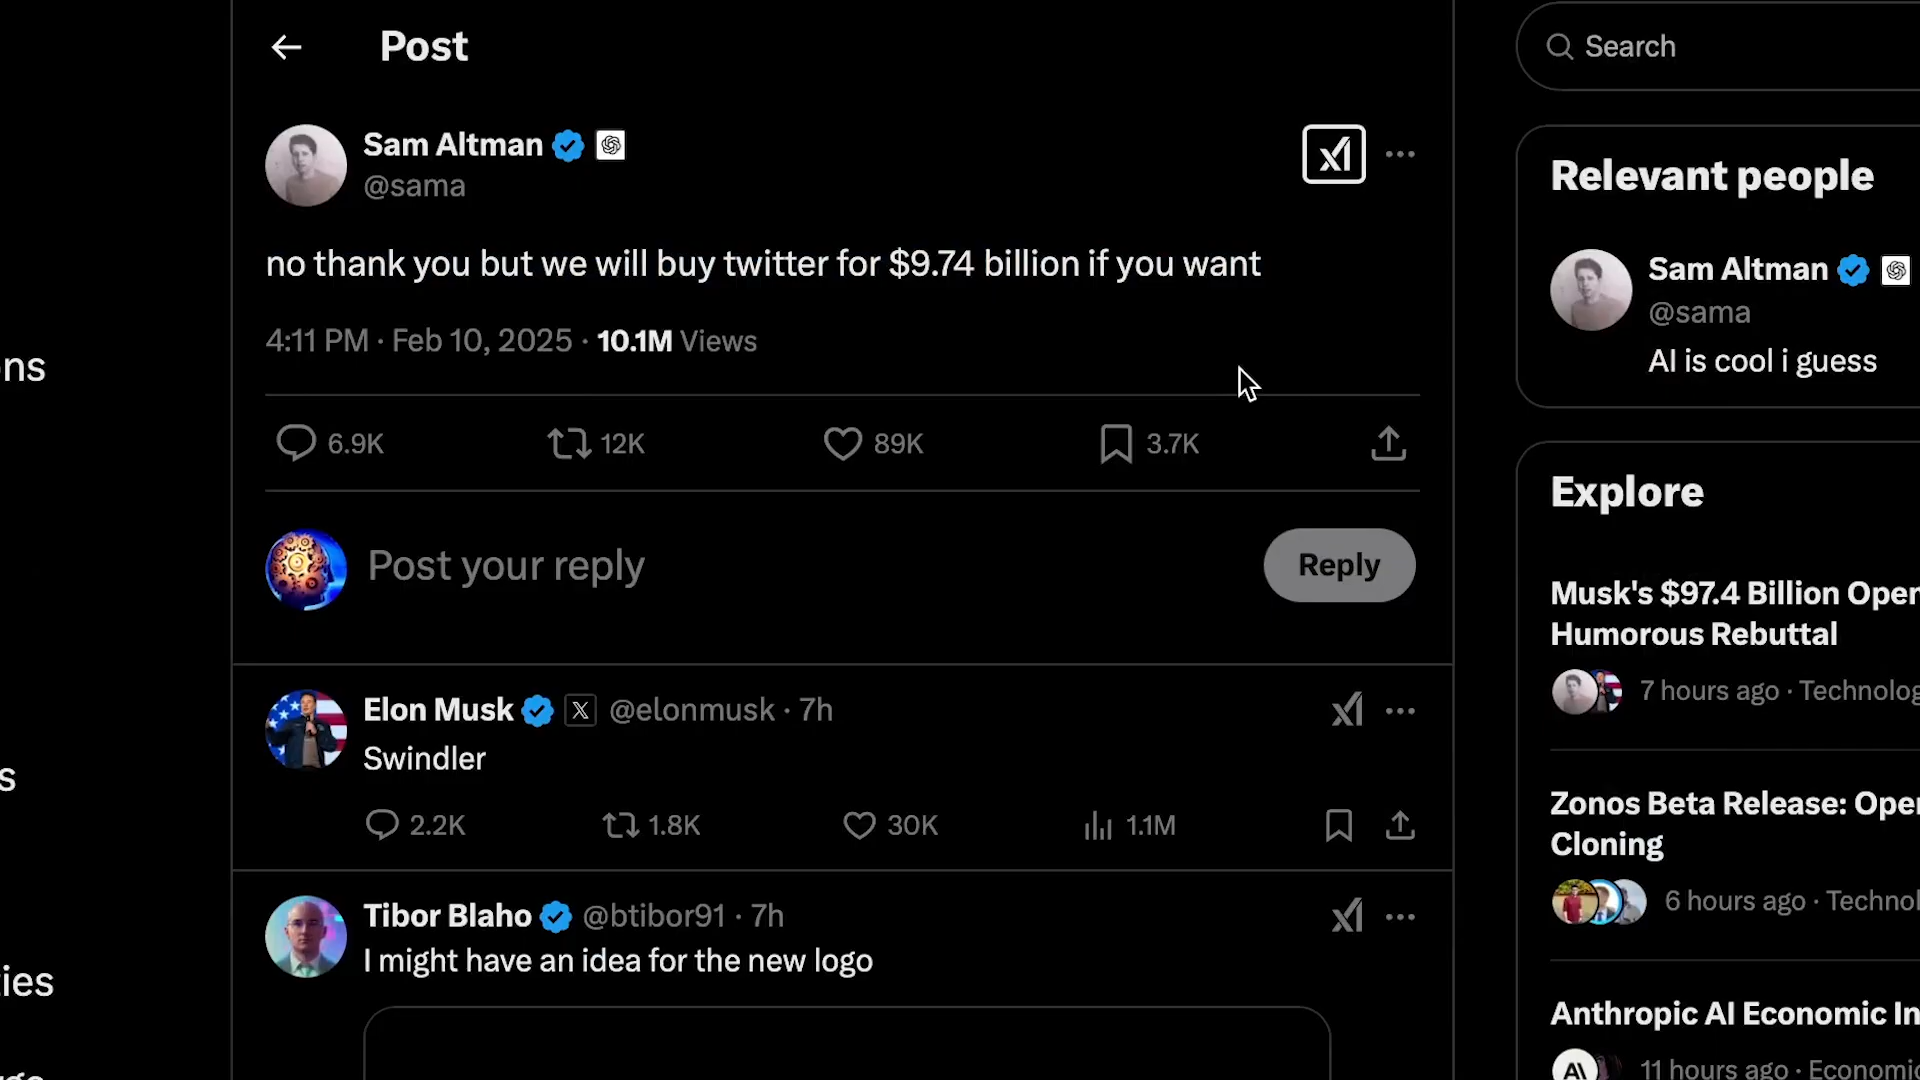 Post
Search
Sam Altman
@sama
no thank you but we will buy twitter for $9.74 billion if you want
4:11 PM · Feb 10, 2025 · 10.1M Views
6.9K 12K 89K 3.7K
Post your reply
Reply
Elon Musk @elonmusk · 7h
Swindler
2.2K 1.8K 30K 1.1M
Tibor Blaho @btibor91 · 7h
I might have an idea for the new logo
Relevant people
Sam Altman
@sama
AI is cool i guess
Explore
Musk's $97.4 Billion Open
Humorous Rebuttal
7 hours ago · Technolog
Zonos Beta Release: Open
Cloning
6 hours ago · Technol
Anthropic AI Economic In
11 hours ago · Economic
ons
s
ties